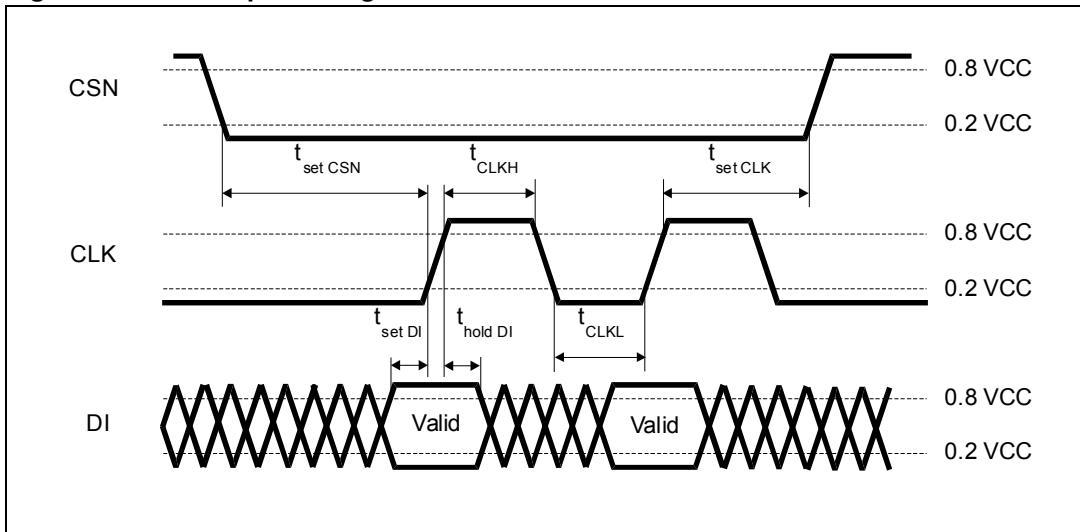 CSN
0.8 VCC
0.2 VCC
t set CSN
t CLKH
t set CLK
CLK
0.8 VCC
0.2 VCC
t set DI
t hold DI
t CLKL
DI
Valid
Valid
0.8 VCC
0.2 VCC